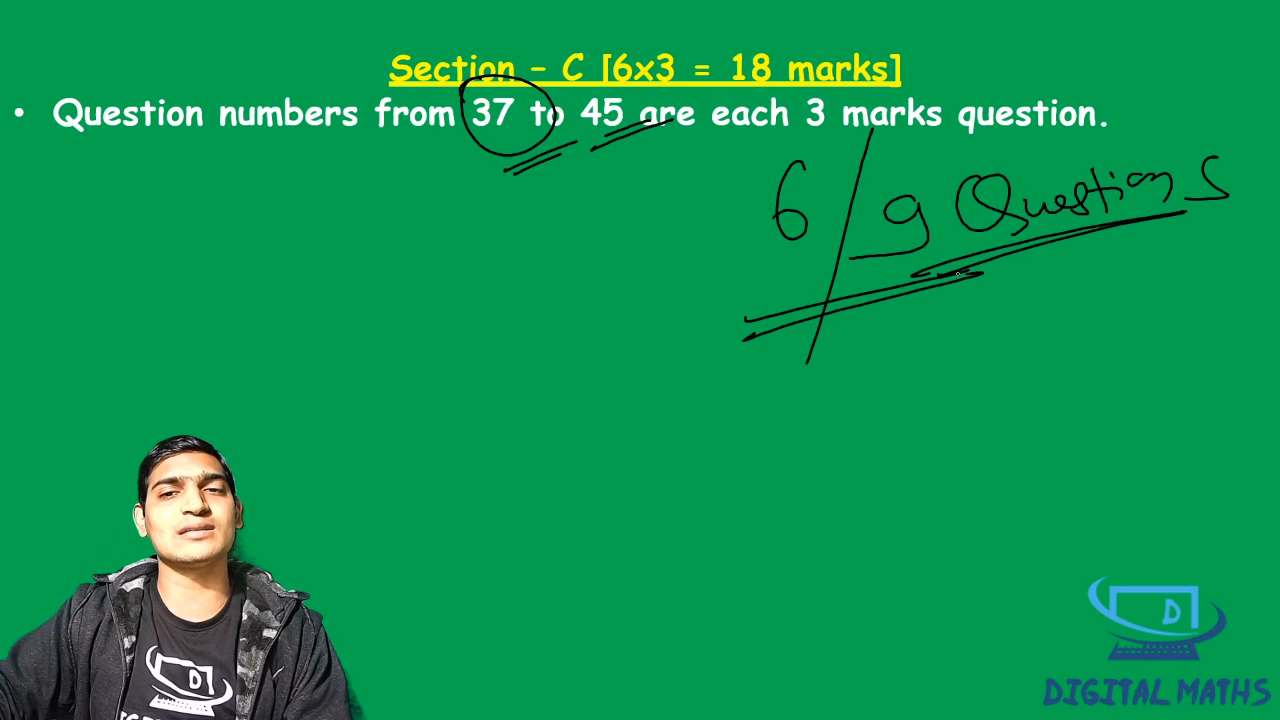 Section – C [6x3 = 18 marks]
• Question numbers from 37 to 45 are each 3 marks question.
6/9 Questions
D
D
DIGITAL MATHS